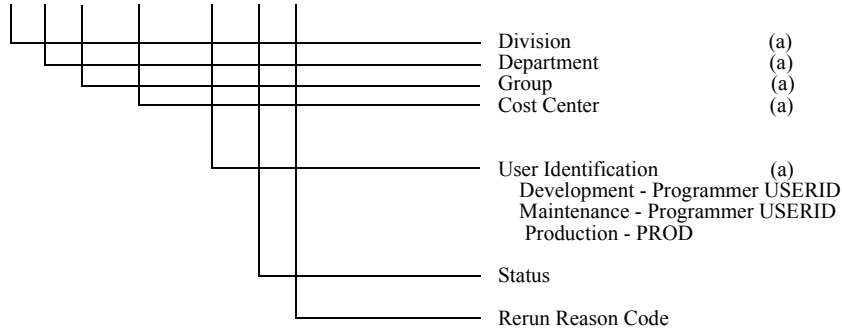 Division (a)
Department (a)
Group (a)
Cost Center (a)
User Identification (a)
Development - Programmer USERID
Maintenance - Programmer USERID
Production - PROD
Status
Rerun Reason Code